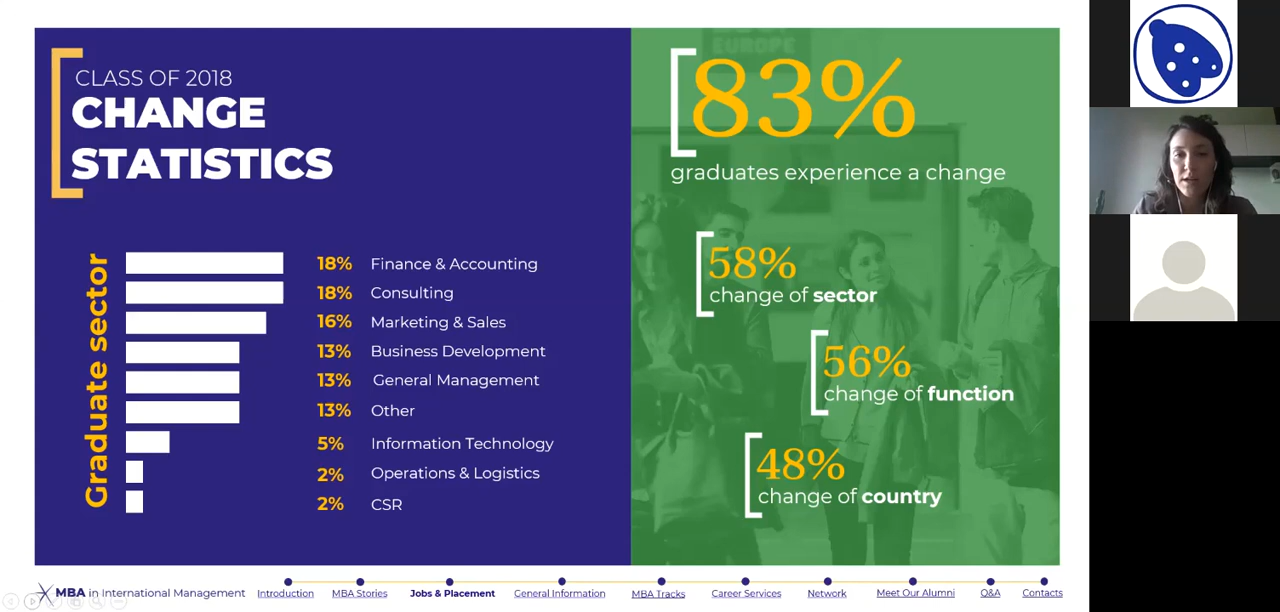 CLASS OF 2018
CHANGE
STATISTICS
Graduate sector
18% Finance & Accounting
18% Consulting
16% Marketing & Sales
13% Business Development
13% General Management
13% Other
5% Information Technology
2% Operations & Logistics
2% CSR
EUROPE
83%
graduates experience a change
58%
change of sector
56%
change of function
48%
change of country
MBA in International Management
Introduction
MBA Stories
Jobs & Placement
General Information
MBA Tracks
Career Services
Network
Meet Our Alumni
Q&A
Contacts